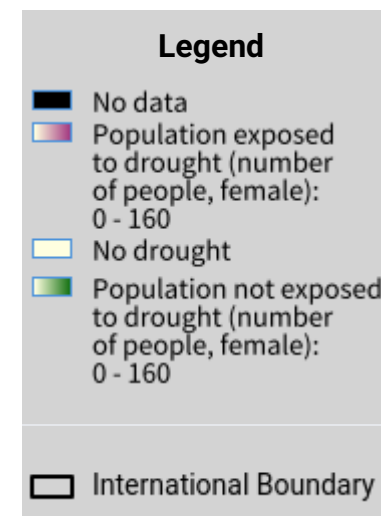 Legend
No data
Population exposed
to drought (number
of people, female):
0 - 160
No drought
Population not exposed
to drought (number
of people, female):
0 - 160
International Boundary